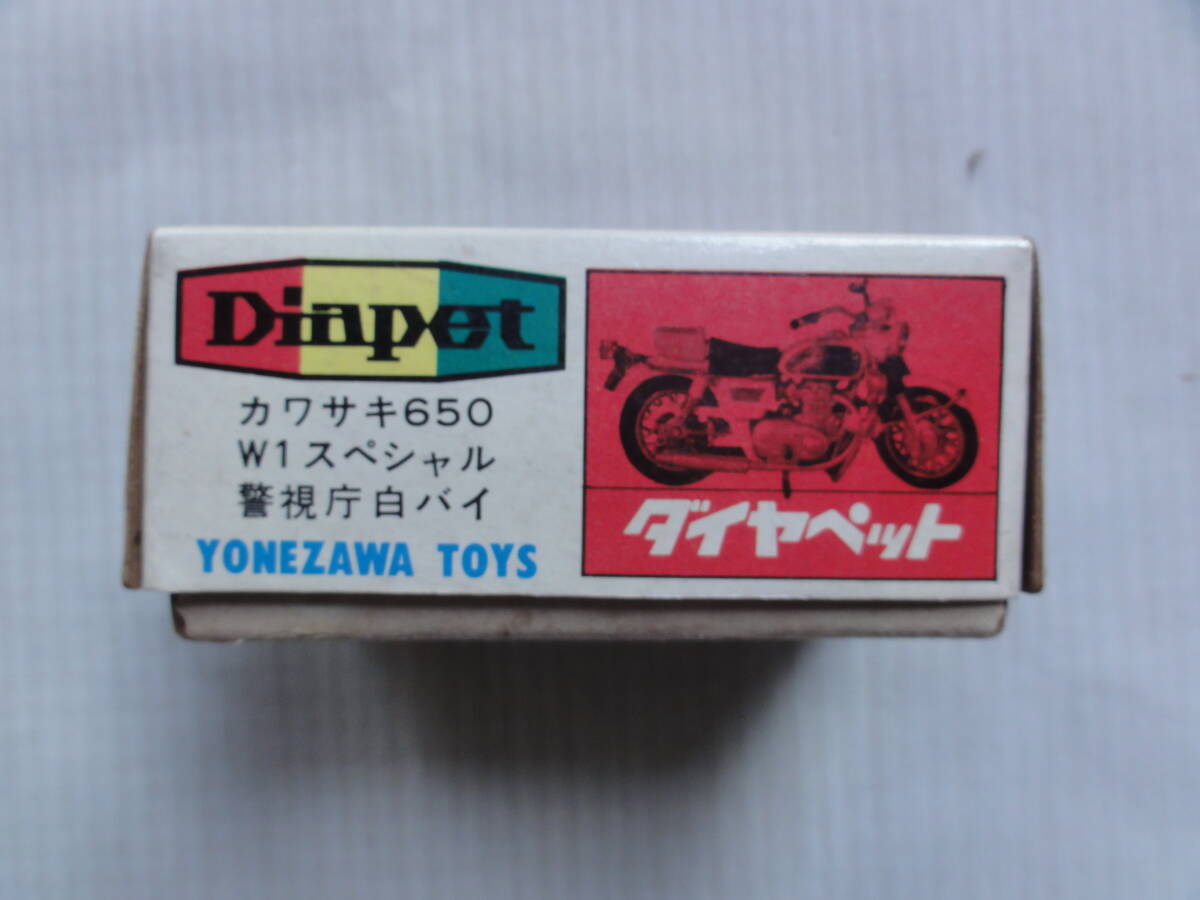 Diapet
カワサキ650
W1スペシャル
警視庁白バイ
YONEZAWA TOYS
ダイヤペット